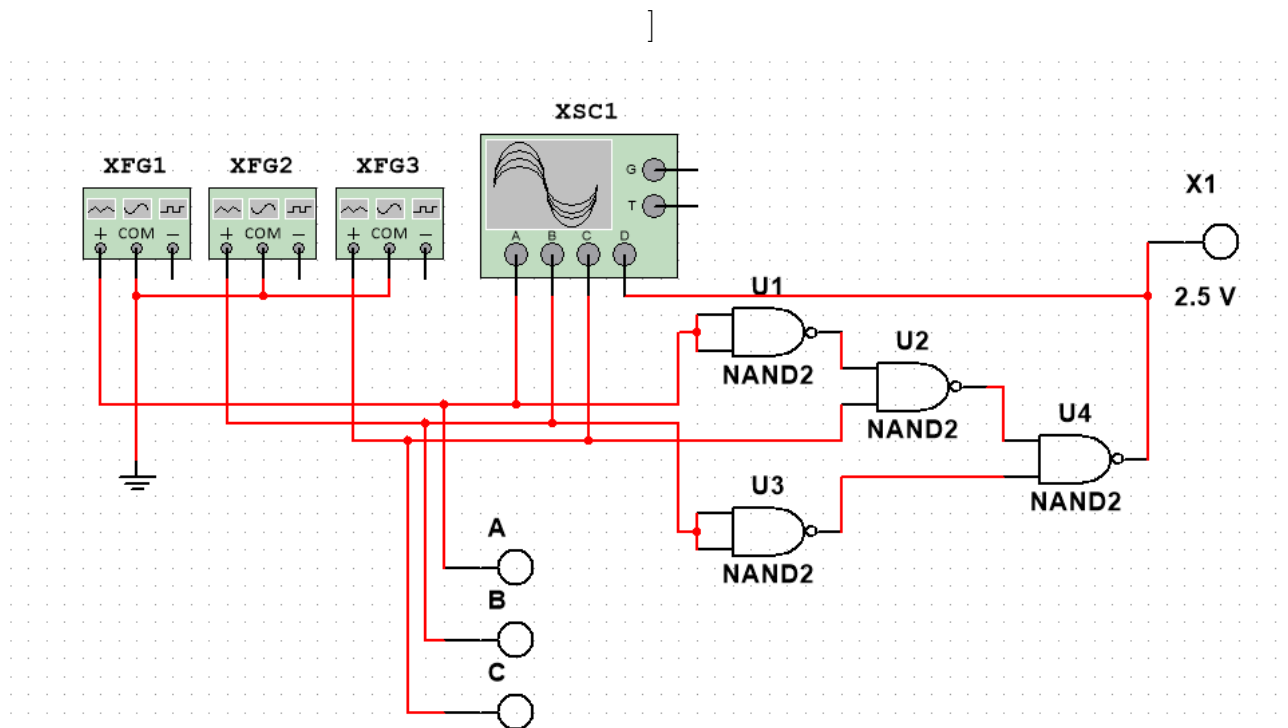 ]
XSC1
XFG1 XFG2 XFG3
G
T
X1
+ COM − + COM − + COM −
A B C D
U1
2.5 V
U2
NAND2
U4
NAND2
U3
NAND2
A
NAND2
B
C